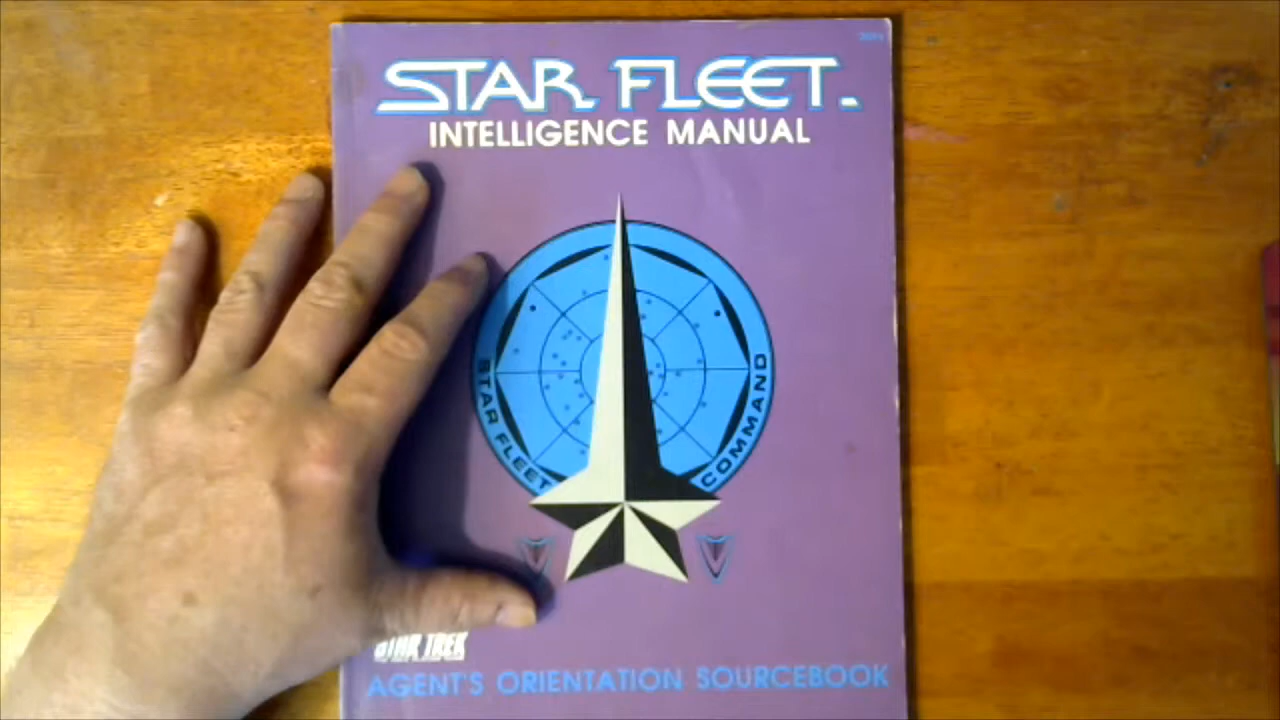 STAR FLEET
INTELLIGENCE MANUAL
STAR FLEET
COMMAND
STAR TREK
AGENT'S ORIENTATION SOURCEBOOK